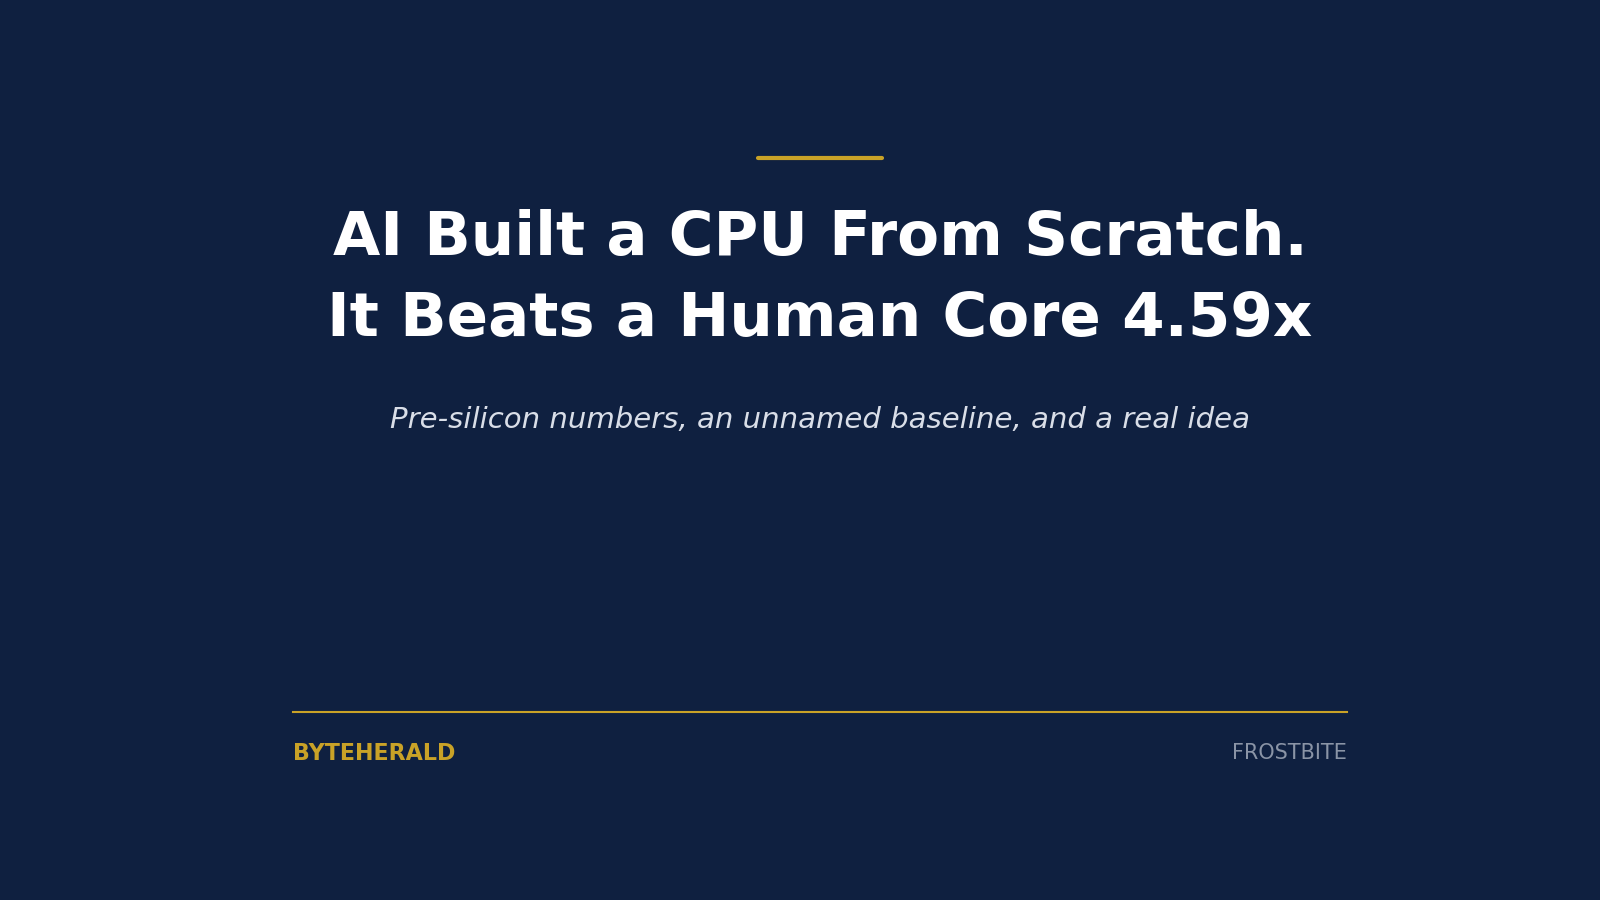 AI Built a CPU From Scratch.
It Beats a Human Core 4.59x
Pre-silicon numbers, an unnamed baseline, and a real idea
BYTEHERALD
FROSTBITE